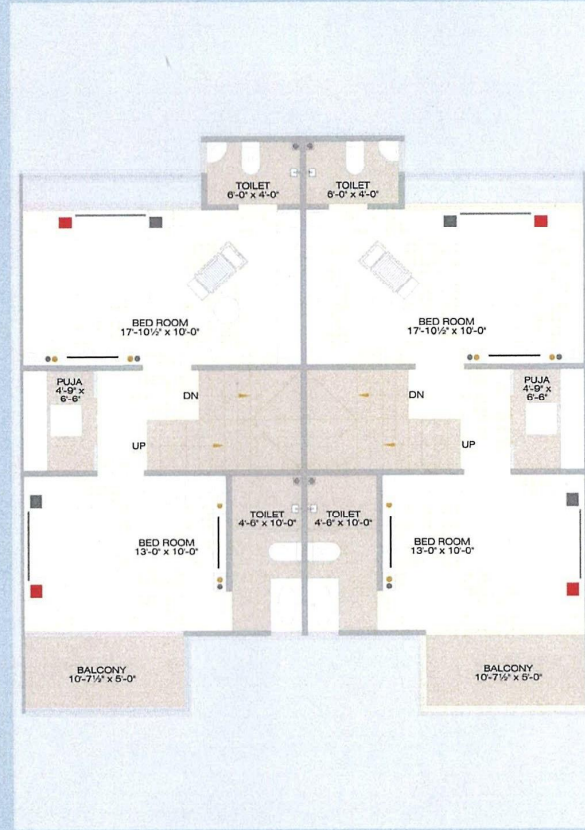 TOILET
6'-0" x 4'-0"
TOILET
6'-0" x 4'-0"
BED ROOM
17'-10½" x 10'-0"
BED ROOM
17'-10½" x 10'-0"
PUJA
4'-9" x
6'-6"
DN
DN
PUJA
4'-9" x
6'-6"
UP
UP
BED ROOM
13'-0" x 10'-0"
TOILET
4'-6" x 10'-0"
TOILET
4'-6" x 10'-0"
BED ROOM
13'-0" x 10'-0"
BALCONY
10'-7½" x 5'-0"
BALCONY
10'-7½" x 5'-0"